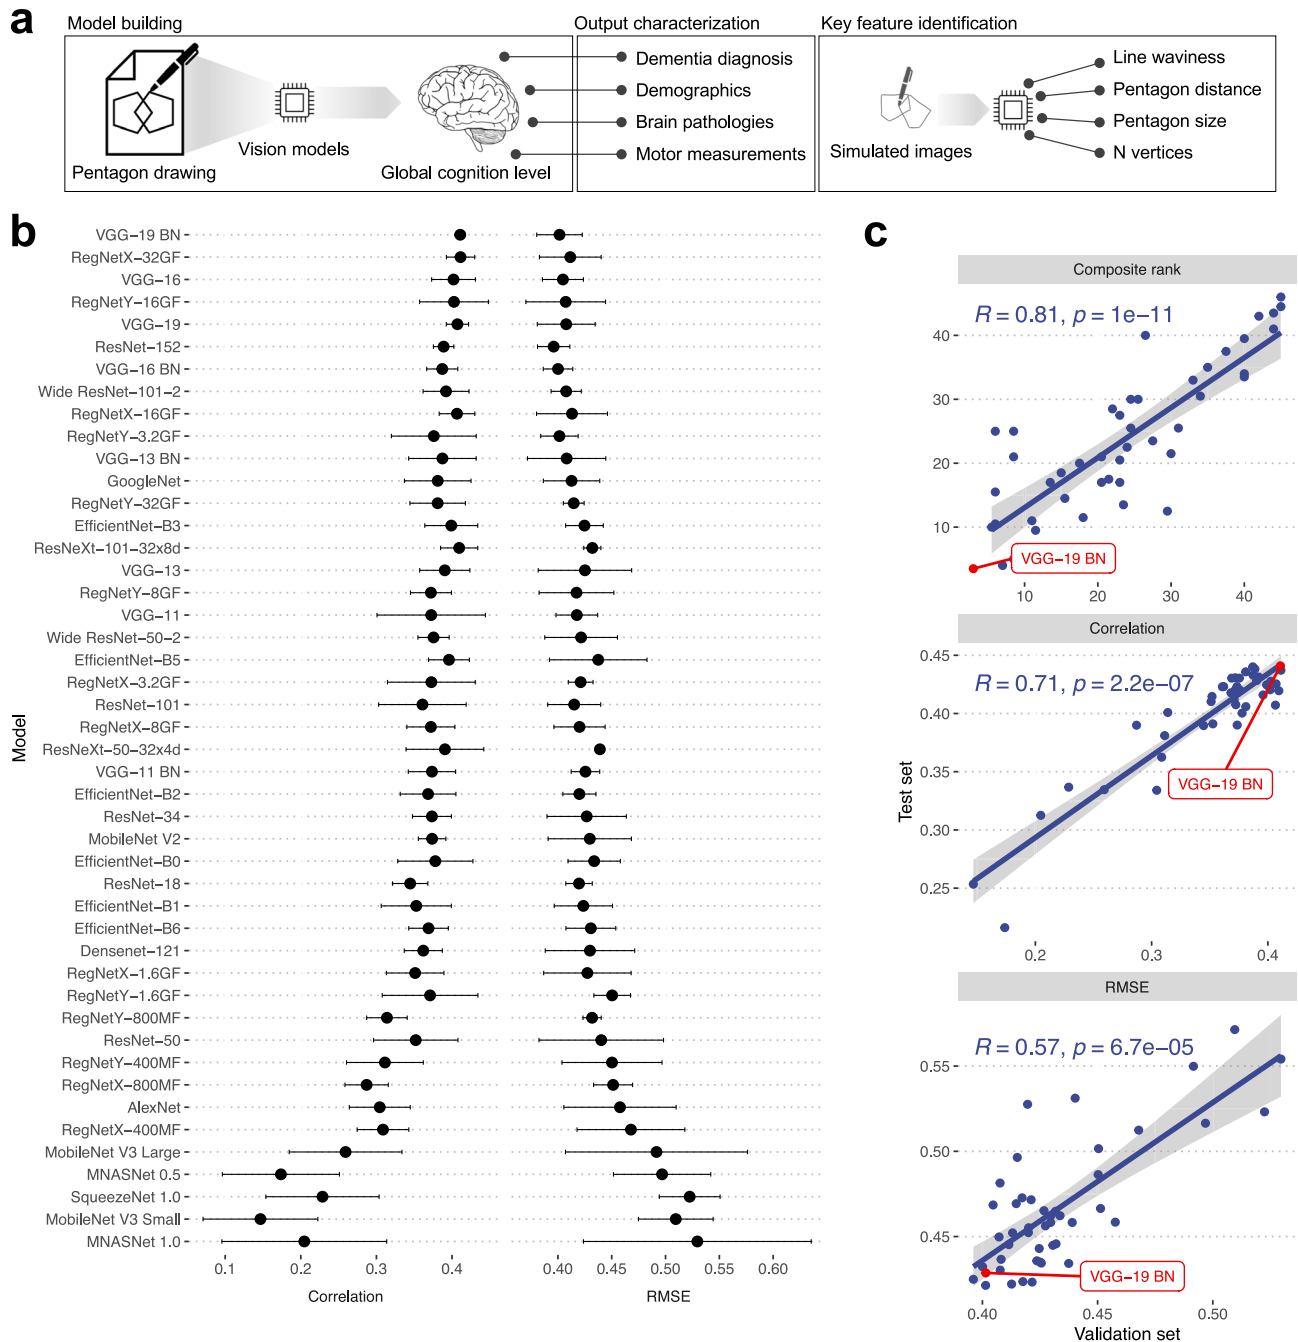 a
Model building
Output characterization
Key feature identification
Pentagon drawing
Vision models
Global cognition level
Dementia diagnosis
Demographics
Brain pathologies
Motor measurements
Simulated images
Line waviness
Pentagon distance
Pentagon size
N vertices
b
Model
VGG−19 BN
RegNetX−32GF
VGG−16
RegNetY−16GF
VGG−19
ResNet−152
VGG−16 BN
Wide ResNet−101−2
RegNetX−16GF
RegNetY−3.2GF
VGG−13 BN
GoogleNet
RegNetY−32GF
EfficientNet−B3
ResNeXt−101−32x8d
VGG−13
RegNetY−8GF
VGG−11
Wide ResNet−50−2
EfficientNet−B5
RegNetX−3.2GF
ResNet−101
RegNetX−8GF
ResNeXt−50−32x4d
VGG−11 BN
EfficientNet−B2
ResNet−34
MobileNet V2
EfficientNet−B0
ResNet−18
EfficientNet−B1
EfficientNet−B6
Densenet−121
RegNetX−1.6GF
RegNetY−1.6GF
RegNetY−800MF
ResNet−50
RegNetY−400MF
RegNetX−800MF
AlexNet
RegNetX−400MF
MobileNet V3 Large
MNASNet 0.5
SqueezeNet 1.0
MobileNet V3 Small
MNASNet 1.0
0.1 0.2 0.3 0.4
Correlation
0.40 0.45 0.50 0.55 0.60
RMSE
c
Test set
Composite rank
R = 0.81, p = 1e−11
40
30
20
10
VGG−19 BN
10 20 30 40
Correlation
0.45
R = 0.71, p = 2.2e−07
0.40
0.35
0.30
0.25
VGG−19 BN
0.2 0.3 0.4
RMSE
R = 0.57, p = 6.7e−05
0.55
0.50
0.45
VGG−19 BN
0.40 0.45 0.50
Validation set